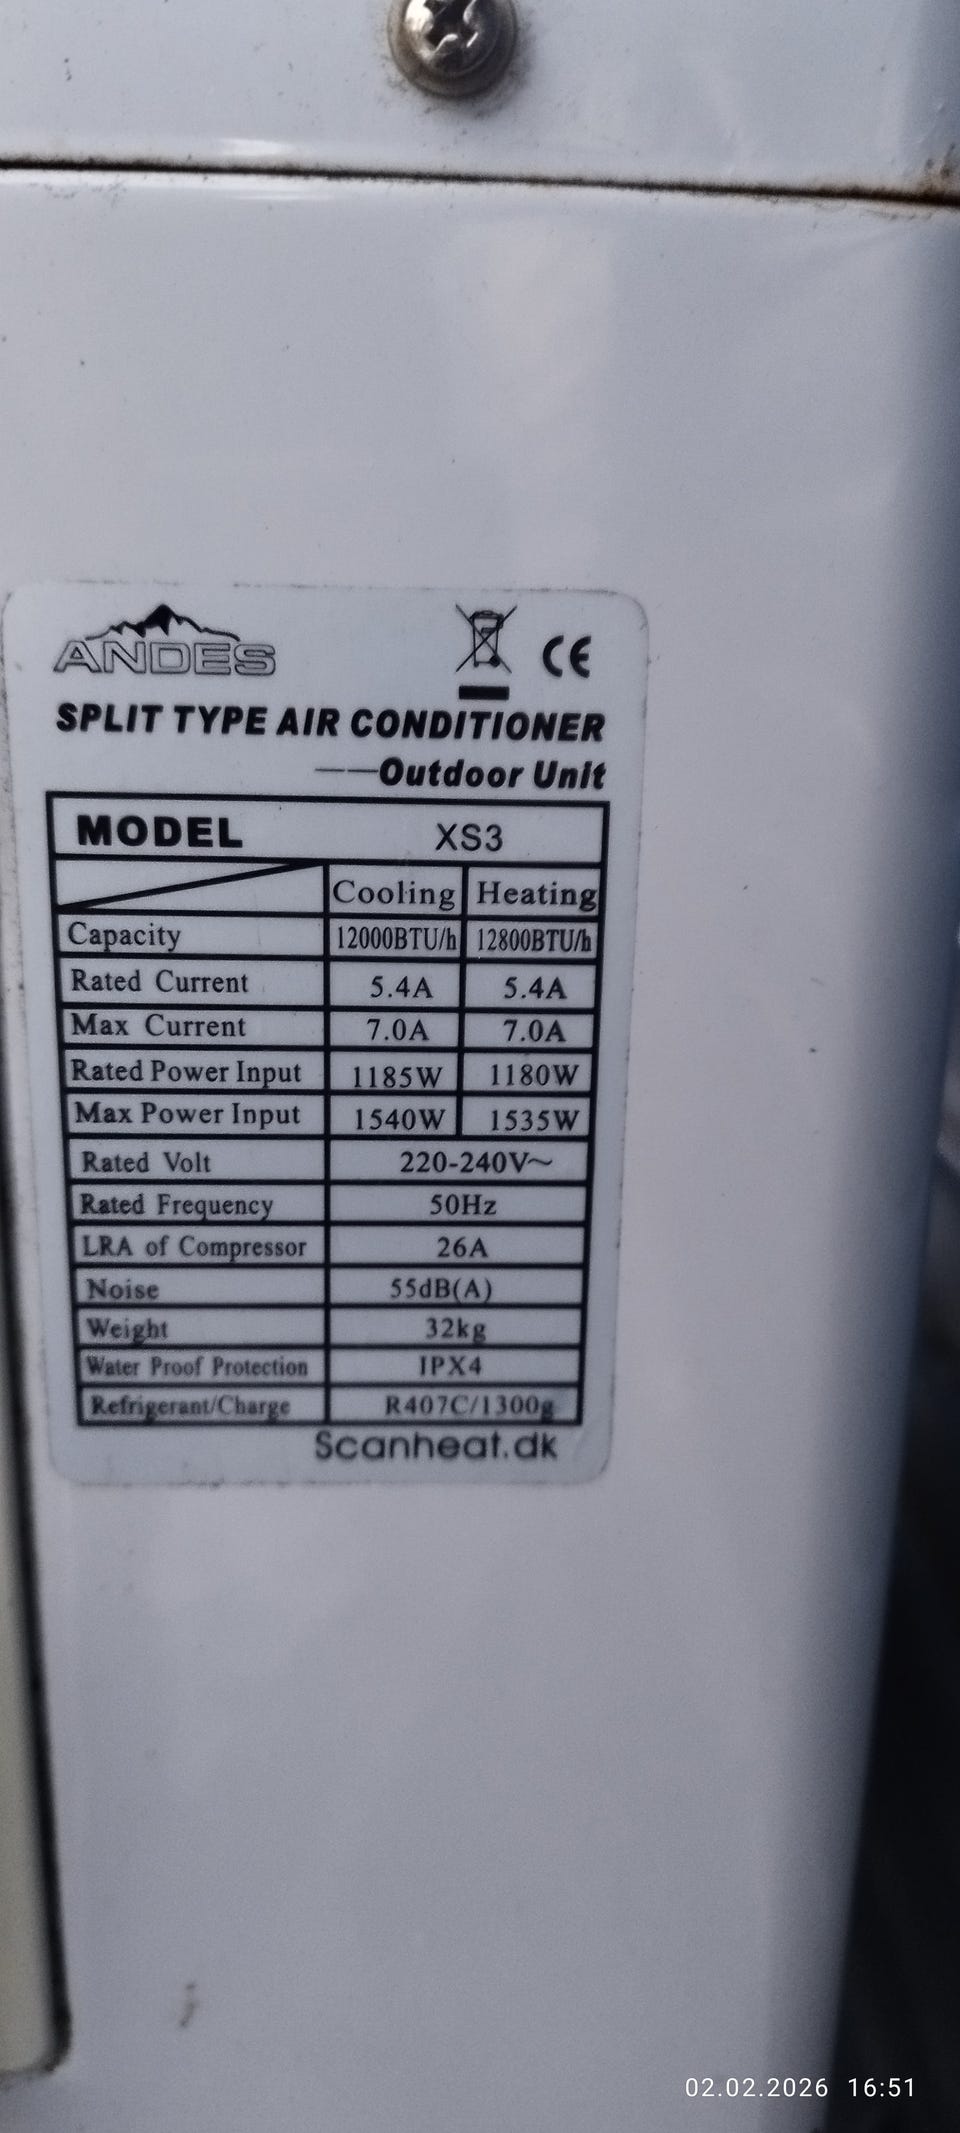 ANDES
CE
SPLIT TYPE AIR CONDITIONER
——Outdoor Unit
MODEL XS3
Cooling Heating
Capacity 12000BTU/h 12800BTU/h
Rated Current 5.4A 5.4A
Max Current 7.0A 7.0A
Rated Power Input 1185W 1180W
Max Power Input 1540W 1535W
Rated Volt 220-240V~
Rated Frequency 50Hz
LRA of Compressor 26A
Noise 55dB(A)
Weight 32kg
Water Proof Protection IPX4
Refrigerant/Charge R407C/1300g
Scanheat.dk
02.02.2026 16:51